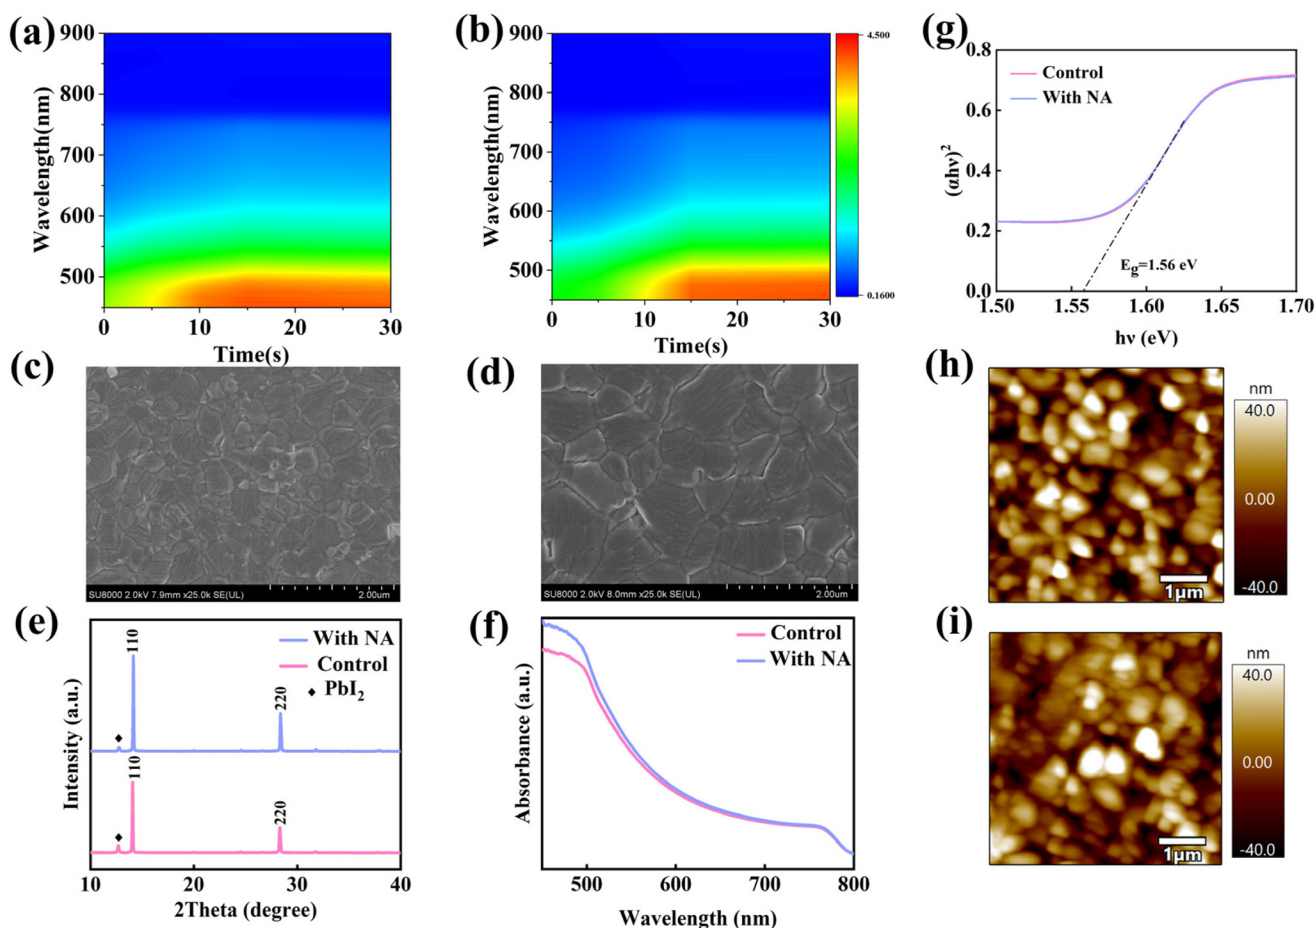 (a)
900
800
700
600
500
Wavelength(nm)
0
10
20
30
Time(s)
(b)
900
800
700
600
500
Wavelength(nm)
0
10
20
30
Time(s)
4.500
0.1600
(g)
0.8
0.6
0.4
0.2
0.0
(αhν)²
Control
With NA
Eg=1.56 eV
1.50
1.55
1.60
1.65
1.70
hν (eV)
(c)
SU8000 2.0kV 7.9mm x25.0k SE(UL)
2.00um
(d)
SU8000 2.0kV 8.0mm x25.0k SE(UL)
2.00um
(h)
1μm
nm
40.0
0.00
-40.0
(e)
With NA
Control
PbI₂
110
220
110
220
Intensity (a.u.)
10
20
30
40
2Theta (degree)
(f)
Control
With NA
Absorbance (a.u.)
500
600
700
800
Wavelength (nm)
(i)
1μm
nm
40.0
0.00
-40.0